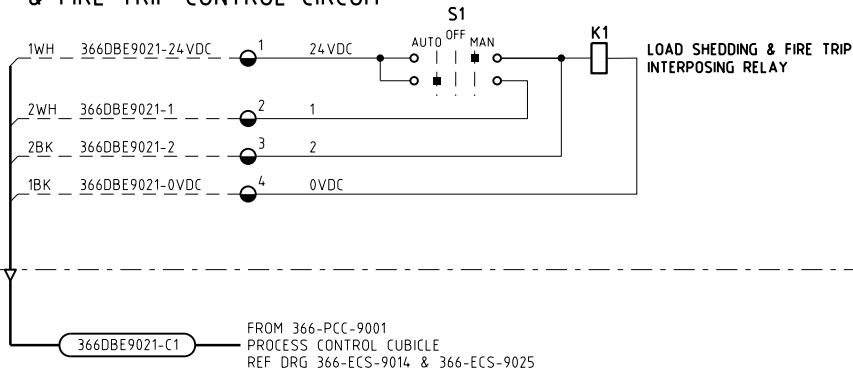 & FIRE TRIP CONTROL CIRCUIT
S1
AUTO OFF MAN
K1
LOAD SHEDDING & FIRE TRIP
INTERPOSING RELAY
1WH 366DBE9021-24VDC 1 24VDC
2WH 366DBE9021-1 2 1
2BK 366DBE9021-2 3 2
1BK 366DBE9021-0VDC 4 0VDC
366DBE9021-C1
FROM 366-PCC-9001
PROCESS CONTROL CUBICLE
REF DRG 366-ECS-9014 & 366-ECS-9025